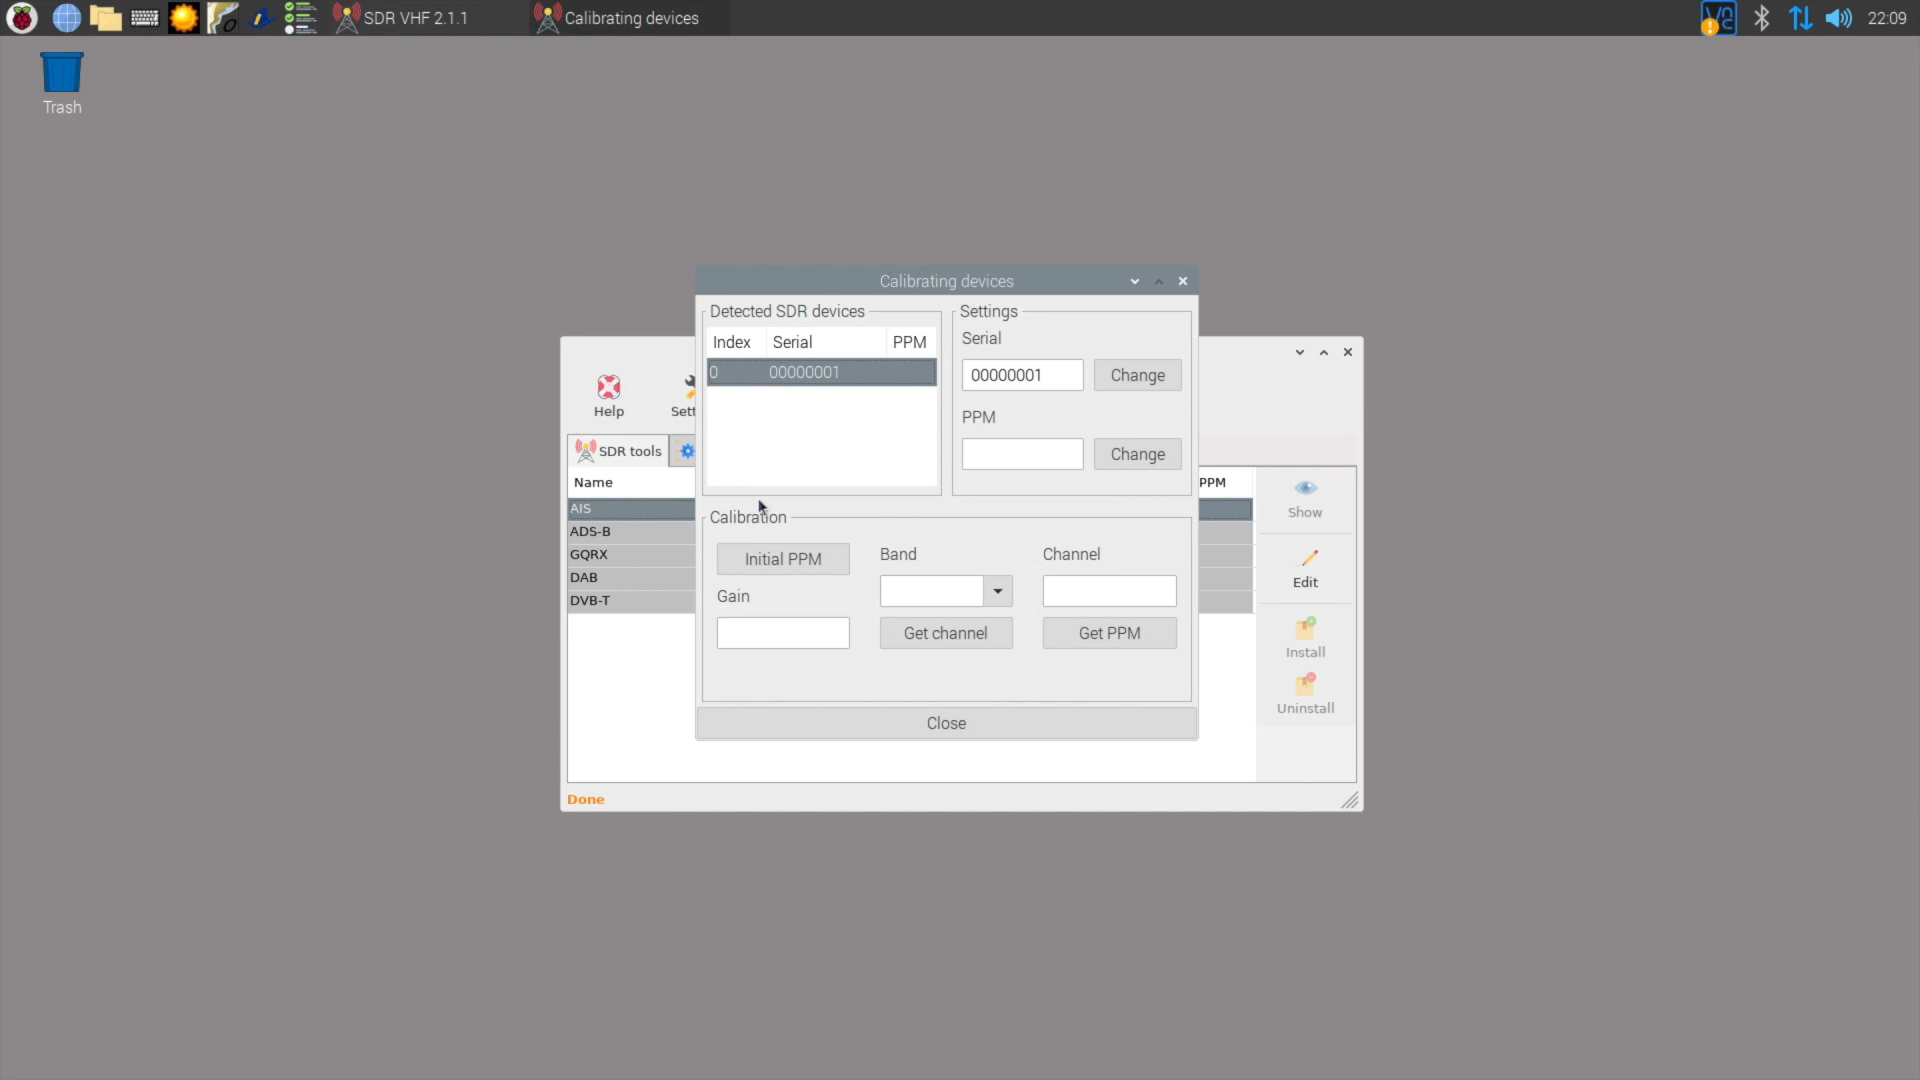 SDR VHF 2.1.1
Calibrating devices
22:09
Trash
Calibrating devices
Detected SDR devices
Index Serial PPM
0 00000001
Settings
Serial
00000001
Change
PPM
Change
Calibration
Initial PPM
Gain
Band
Get channel
Channel
Get PPM
Close
Help
SDR tools
Name
PPM
AIS
ADS-B
GQRX
DAB
DVB-T
Show
Edit
Install
Uninstall
Done